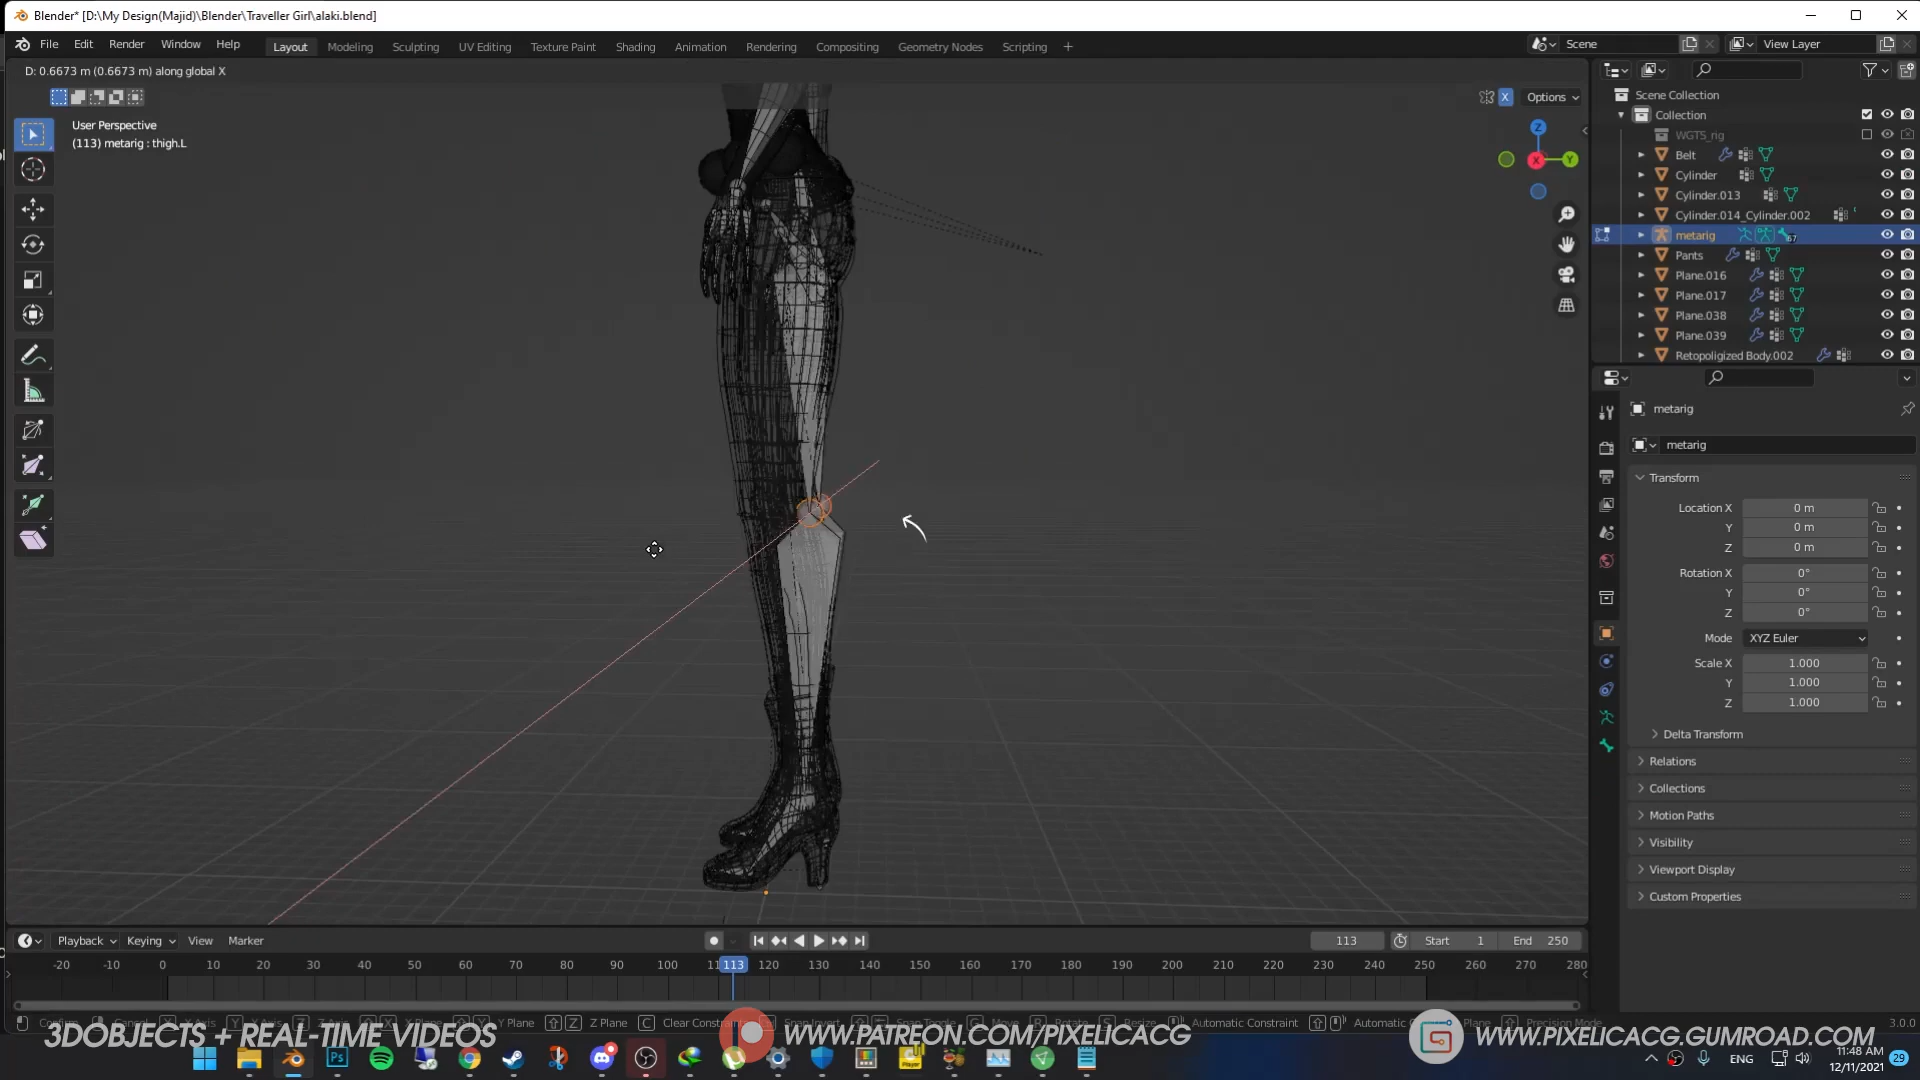 Blender* [D:\My Design(Majid)\Blender\Traveller Girl\alaki.blend]
File Edit Render Window Help Layout Modeling Sculpting UV Editing Texture Paint Shading Animation Rendering Compositing Geometry Nodes Scripting + Scene View Layer
D: 0.6673 m (0.6673 m) along global X
X Options
User Perspective
(113) metarig : thigh.L
Z
X Y
Scene Collection
Collection
WGTS_rig
Belt
Cylinder
Cylinder.013
Cylinder.014_Cylinder.002
metarig 67
Pants
Plane.016
Plane.017
Plane.038
Plane.039
Retopoligized Body.002
metarig
metarig
Transform
Location X 0 m
Y 0 m
Z 0 m
Rotation X 0°
Y 0°
Z 0°
Mode XYZ Euler
Scale X 1.000
Y 1.000
Z 1.000
Delta Transform
Relations
Collections
Motion Paths
Visibility
Viewport Display
Custom Properties
Playback Keying View Marker 113 Start 1 End 250
-20 -10 0 10 20 30 40 50 60 70 80 90 100 113 120 130 140 150 160 170 180 190 200 210 220 230 240 250 260 270 280
Y Plane Z Z Plane C Automatic Constraint 3.0.0
3DOBJECTS + REAL-TIME VIDEOS WWW.PATREON.COM/PIXELICACG WWW.PIXELICACG.GUMROAD.COM
ENG
11:48 AM
12/11/2021
29